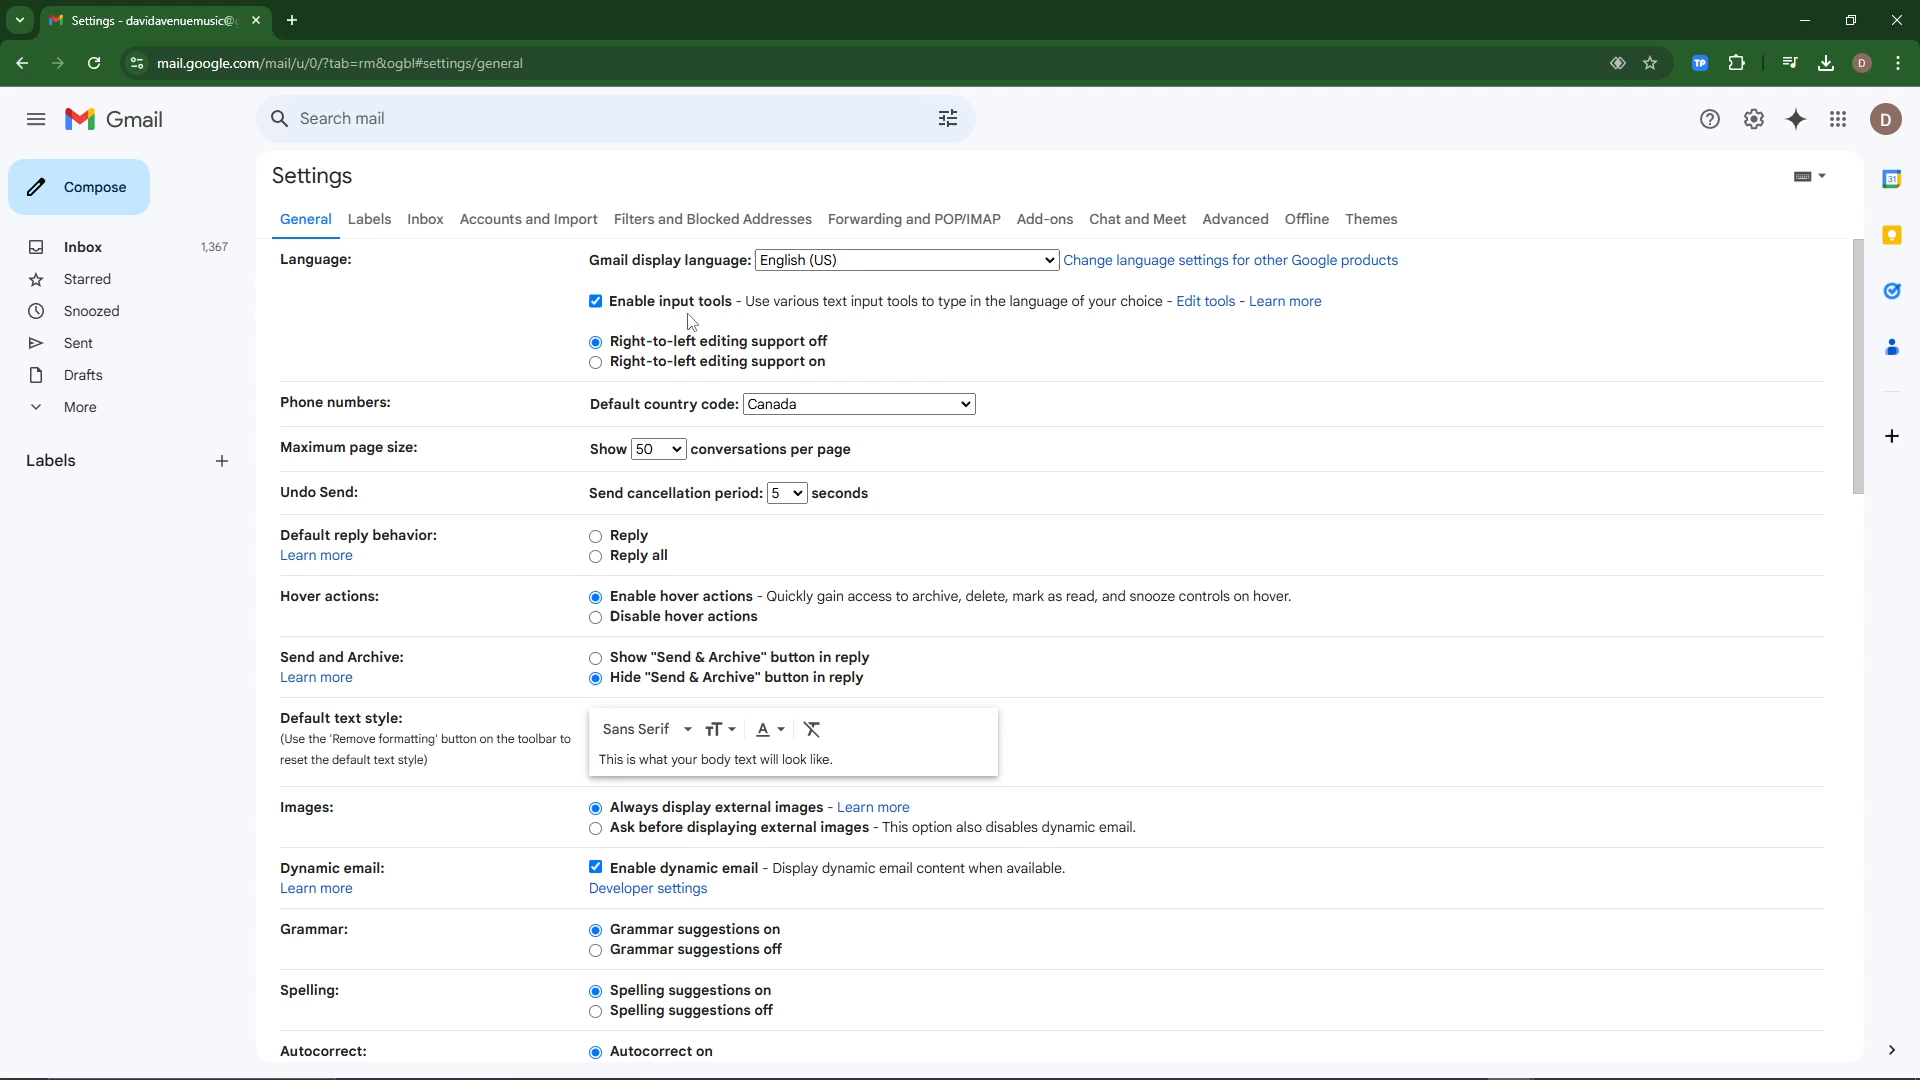 Settings - davidavenuemusic@
mail.google.com/mail/u/0/?tab=rm&ogbl#settings/general
TP
D
Gmail
Search mail
D
Compose
Inbox 1,367
Starred
Snoozed
Sent
Drafts
More
Labels
Settings
General Labels Inbox Accounts and Import Filters and Blocked Addresses Forwarding and POP/IMAP Add-ons Chat and Meet Advanced Offline Themes
31
Language: Gmail display language: English (US) Change language settings for other Google products
Enable input tools - Use various text input tools to type in the language of your choice - Edit tools - Learn more
Right-to-left editing support off
Right-to-left editing support on
Phone numbers: Default country code: Canada
Maximum page size: Show 50 conversations per page
Undo Send: Send cancellation period: 5 seconds
Default reply behavior: Reply
Learn more Reply all
Hover actions: Enable hover actions - Quickly gain access to archive, delete, mark as read, and snooze controls on hover.
Disable hover actions
Send and Archive: Show "Send & Archive" button in reply
Learn more Hide "Send & Archive" button in reply
Default text style:
(Use the 'Remove formatting' button on the toolbar to
reset the default text style)
Sans Serif
This is what your body text will look like.
Images: Always display external images - Learn more
Ask before displaying external images - This option also disables dynamic email.
Dynamic email: Enable dynamic email - Display dynamic email content when available.
Learn more Developer settings
Grammar: Grammar suggestions on
Grammar suggestions off
Spelling: Spelling suggestions on
Spelling suggestions off
Autocorrect: Autocorrect on